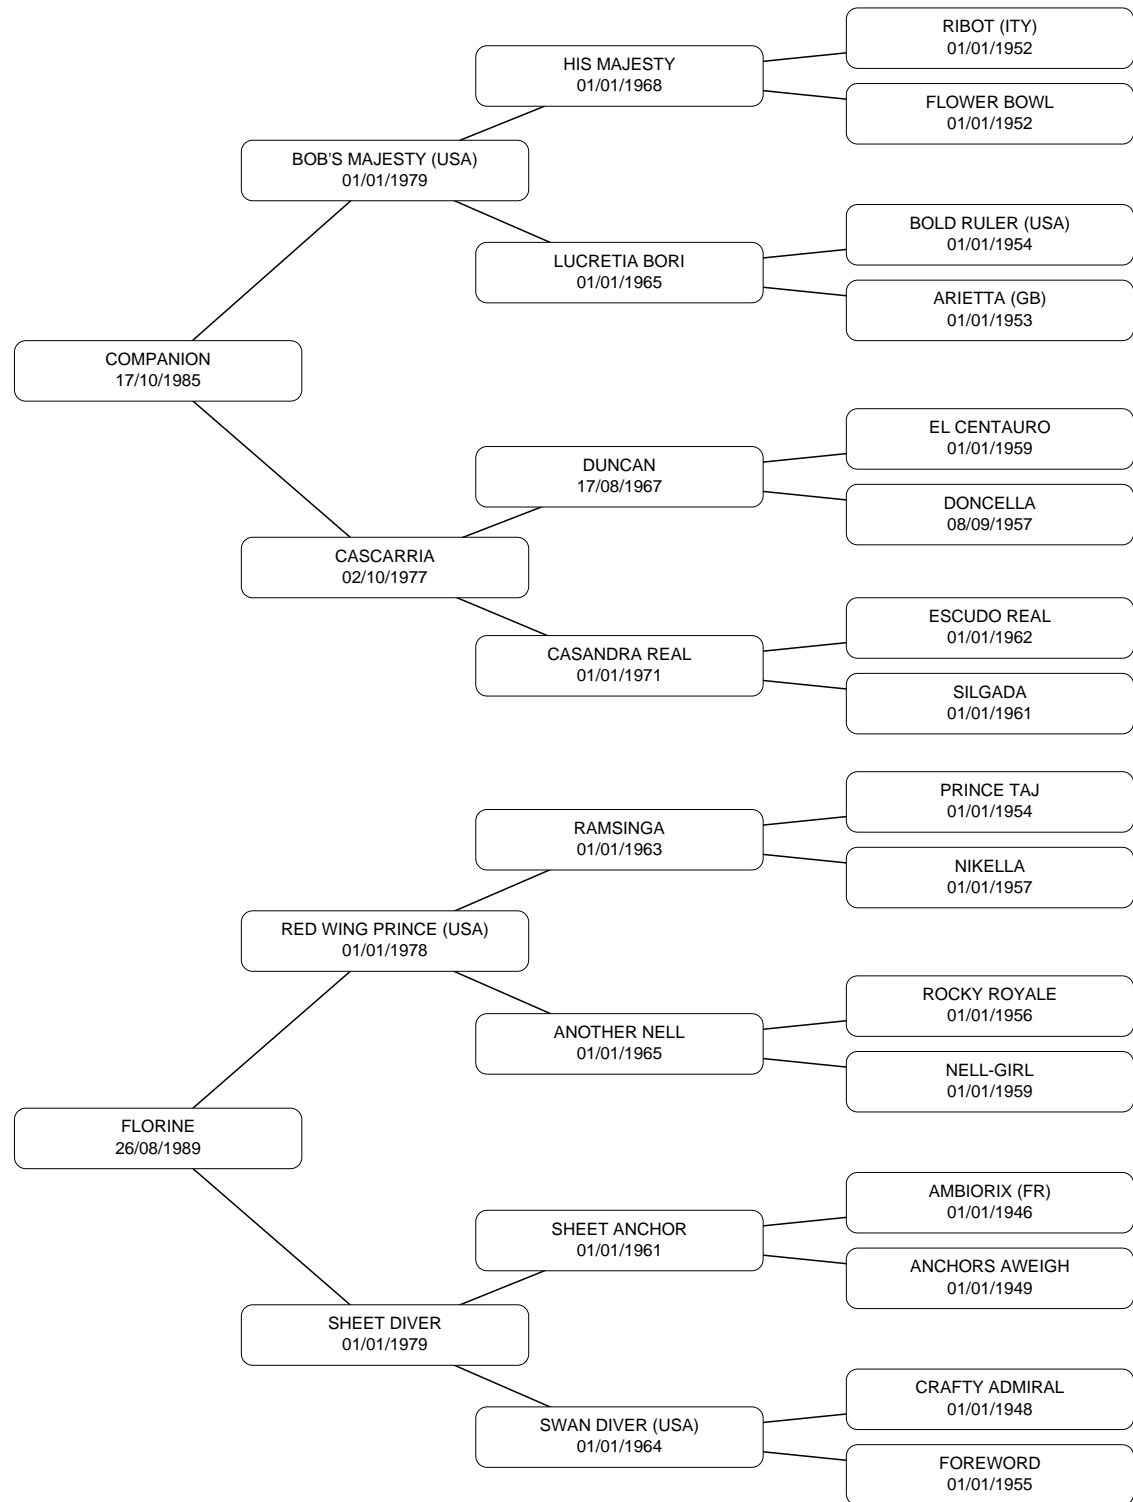 RIBOT (ITY)
01/01/1952
HIS MAJESTY
01/01/1968
FLOWER BOWL
01/01/1952
BOB'S MAJESTY (USA)
01/01/1979
BOLD RULER (USA)
01/01/1954
LUCRETIA BORI
01/01/1965
ARIETTA (GB)
01/01/1953
COMPANION
17/10/1985
EL CENTAURO
01/01/1959
DUNCAN
17/08/1967
DONCELLA
08/09/1957
CASCARRIA
02/10/1977
ESCUDO REAL
01/01/1962
CASANDRA REAL
01/01/1971
SILGADA
01/01/1961
PRINCE TAJ
01/01/1954
RAMSINGA
01/01/1963
NIKELLA
01/01/1957
RED WING PRINCE (USA)
01/01/1978
ROCKY ROYALE
01/01/1956
ANOTHER NELL
01/01/1965
NELL-GIRL
01/01/1959
FLORINE
26/08/1989
AMBIORIX (FR)
01/01/1946
SHEET ANCHOR
01/01/1961
ANCHORS AWEIGH
01/01/1949
SHEET DIVER
01/01/1979
CRAFTY ADMIRAL
01/01/1948
SWAN DIVER (USA)
01/01/1964
FOREWORD
01/01/1955